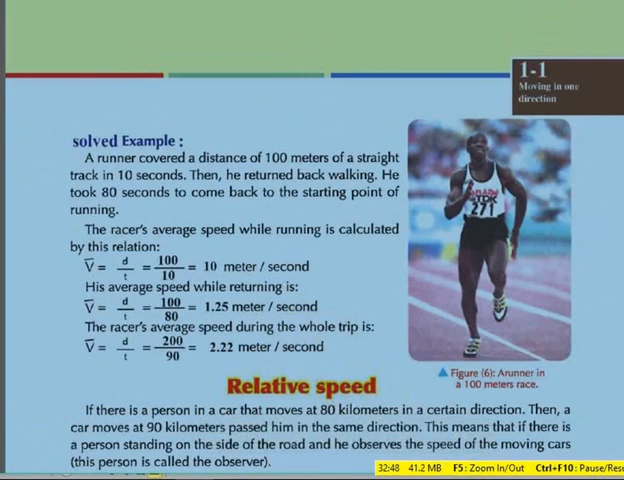 1-1
Moving in one
direction
solved Example :
A runner covered a distance of 100 meters of a straight
track in 10 seconds. Then, he returned back walking. He
took 80 seconds to come back to the starting point of
running.
The racer's average speed while running is calculated
by this relation:
V̄ = d/t = 100/10 = 10 meter / second
His average speed while returning is:
V̄ = d/t = 100/80 = 1.25 meter / second
The racer's average speed during the whole trip is:
V̄ = d/t = 200/90 = 2.22 meter / second
TDK
271
Figure (6): Arunner in
a 100 meters race.
Relative speed
If there is a person in a car that moves at 80 kilometers in a certain direction. Then, a
car moves at 90 kilometers passed him in the same direction. This means that if there is
a person standing on the side of the road and he observes the speed of the moving cars
(this person is called the observer).
32:48 41.2 MB F5: Zoom In/Out Ctrl+F10: Pause/Resu